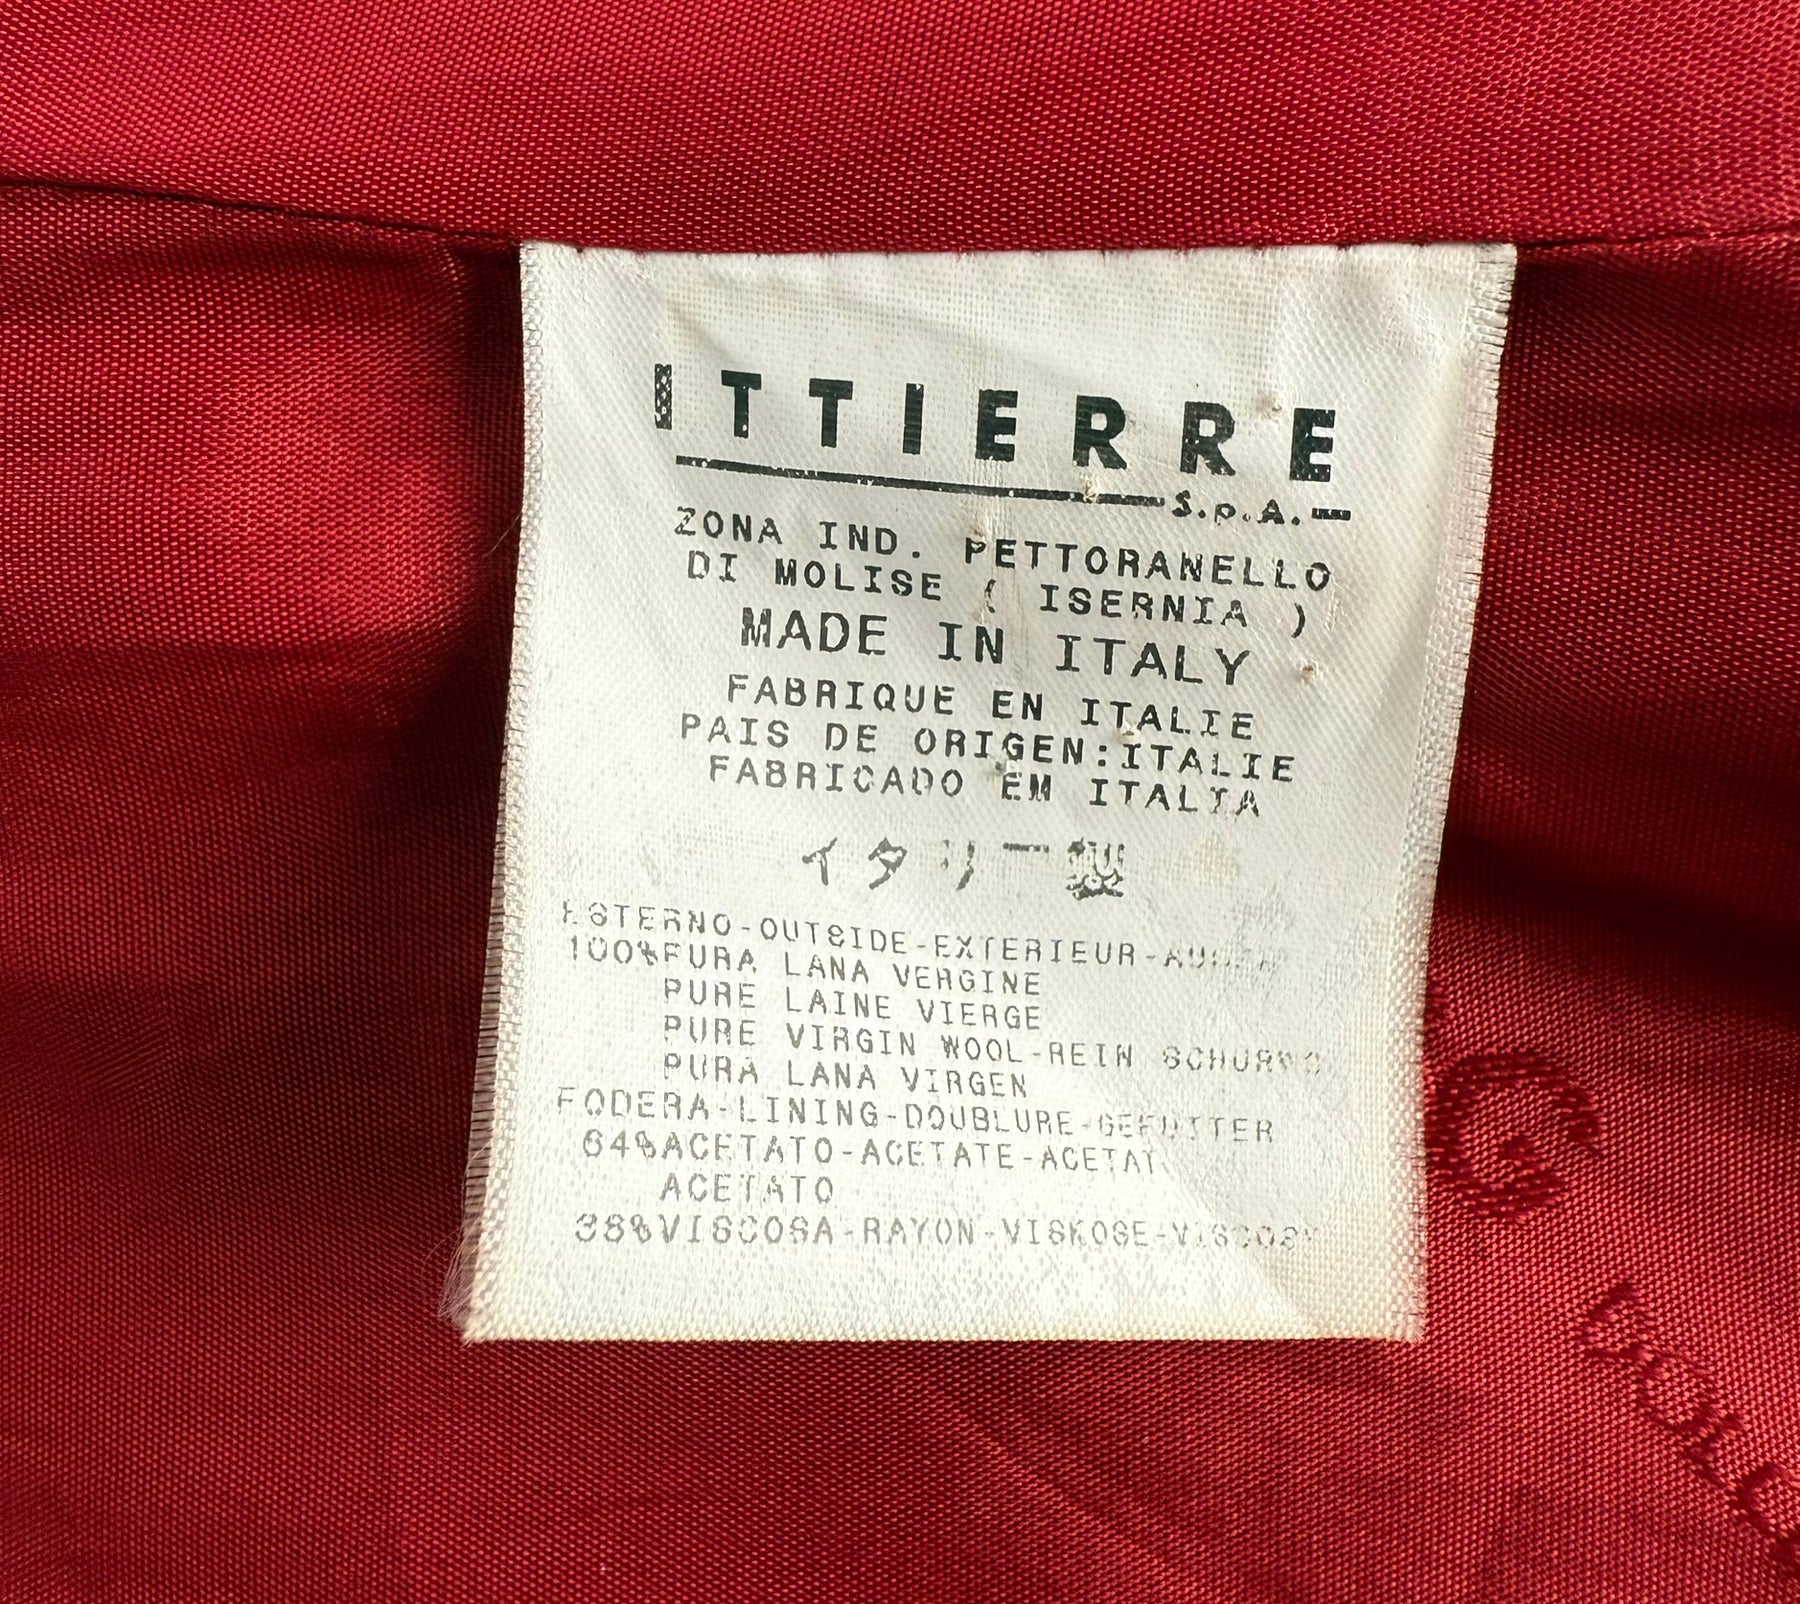 ITTIERRE
S.p.A.
ZONA IND. PETTORANELLO
DI MOLISE ( ISERNIA )
MADE IN ITALY
FABRIQUE EN ITALIE
PAIS DE ORIGEN:ITALIE
FABRICADO EM ITALIA
イタリー製
ESTERNO-OUTSIDE-EXTERIEUR-
100%PURA LANA VERGINE
PURE LAINE VIERGE
PURE VIRGIN WOOL-REIN
PURA LANA VIRGEN
FODERA-LINING-DOUBLURE-GEFUTTER
64%ACETATO-ACETATE-ACETAT
ACETATO
36%VISCOSA-RAYON-VISKOSE-
G